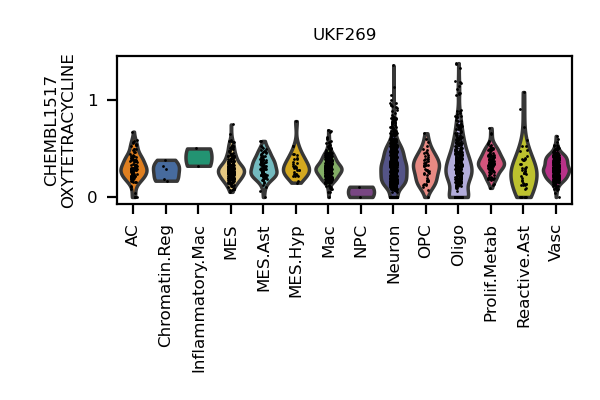 UKF269
CHEMBL1517
OXYTETRACYCLINE
1
0
AC
Chromatin.Reg
Inflammatory.Mac
MES
MES.Ast
MES.Hyp
Mac
NPC
Neuron
OPC
Oligo
Prolif.Metab
Reactive.Ast
Vasc